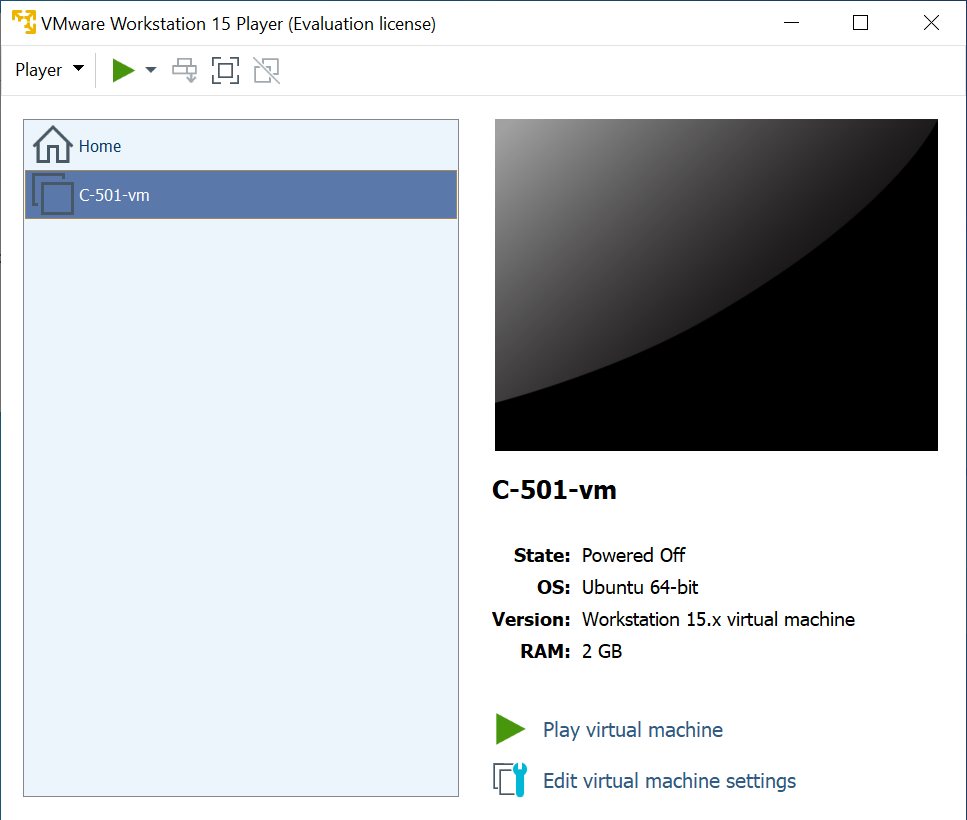 VMware Workstation 15 Player (Evaluation license)
Player
Home
C-501-vm
C-501-vm
State: Powered Off
OS: Ubuntu 64-bit
Version: Workstation 15.x virtual machine
RAM: 2 GB
Play virtual machine
Edit virtual machine settings